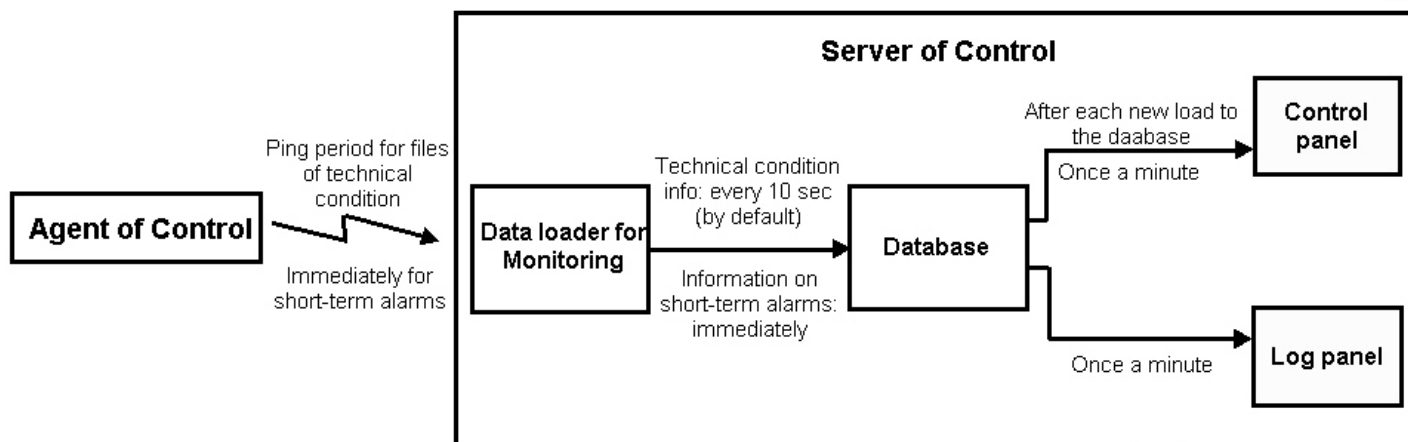 Server of Control
Ping period for files
of technical
condition
Agent of Control
Immediately for
short-term alarms
Data loader for
Monitoring
Technical condition
info: every 10 sec
(by default)
Information on
short-term alarms:
immediately
Database
After each new load to
the daabase
Once a minute
Control
panel
Once a minute
Log panel